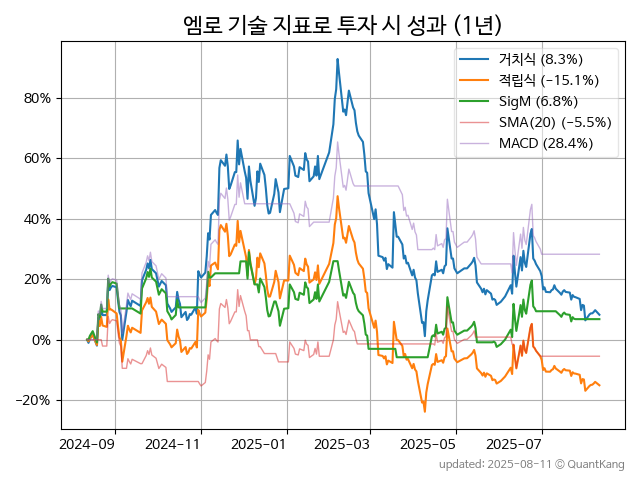 엠로 기술 지표로 투자 시 성과 (1년)
거치식 (8.3%)
적립식 (−15.1%)
SigM (6.8%)
SMA(20) (−5.5%)
MACD (28.4%)
80%
60%
40%
20%
0%
−20%
2024−09 2024−11 2025−01 2025−03 2025−05 2025−07
updated: 2025−08−11 © QuantKang